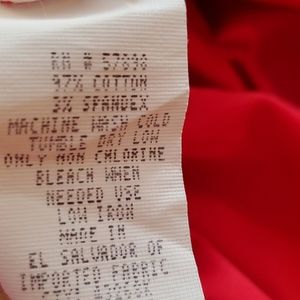 RN # 57898
97% COTTON
3% SPANDEX
MACHINE WASH COLD
TUMBLE DRY LOW
ONLY NON CHLORINE
BLEACH WHEN
NEEDED USE
LOW IRON
MADE IN
EL SALVADOR OF
IMPORTED FABRIC